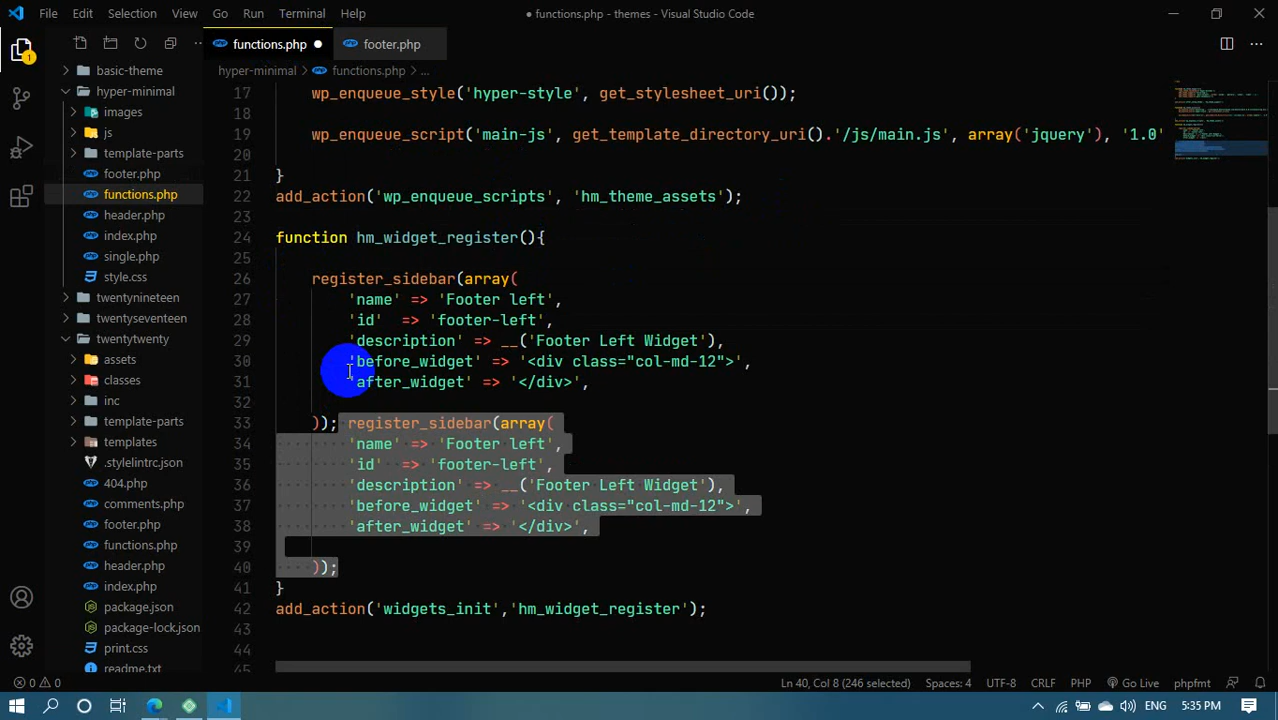 File Edit Selection View Go Run Terminal Help
● functions.php - themes - Visual Studio Code
functions.php ●
footer.php
hyper-minimal > functions.php > ...
basic-theme
hyper-minimal
images
js
template-parts
footer.php
functions.php
header.php
index.php
single.php
style.css
twentynineteen
twentyseventeen
twentytwenty
assets
classes
inc
template-parts
templates
.stylelintrc.json
404.php
comments.php
footer.php
functions.php
header.php
index.php
package.json
package-lock.json
print.css
readme.txt
1
17 wp_enqueue_style('hyper-style', get_stylesheet_uri());
18
19 wp_enqueue_script('main-js', get_template_directory_uri().'/js/main.js', array('jquery'), '1.0'
20
21 }
22 add_action('wp_enqueue_scripts', 'hm_theme_assets');
23
24 function hm_widget_register(){
25
26 register_sidebar(array(
27 'name' => 'Footer left',
28 'id' => 'footer-left',
29 'description' => __('Footer Left Widget'),
30 'before_widget' => '<div class="col-md-12">',
31 'after_widget' => '</div>',
32
33 )); register_sidebar(array(
34 'name' => 'Footer left',
35 'id' => 'footer-left',
36 'description' => __('Footer Left Widget'),
37 'before_widget' => '<div class="col-md-12">',
38 'after_widget' => '</div>',
39
40 ));
41 }
42 add_action('widgets_init','hm_widget_register');
43
44
45
0 0 Ln 40, Col 8 (246 selected) Spaces: 4 UTF-8 CRLF PHP Go Live phpfmt
ENG 5:35 PM